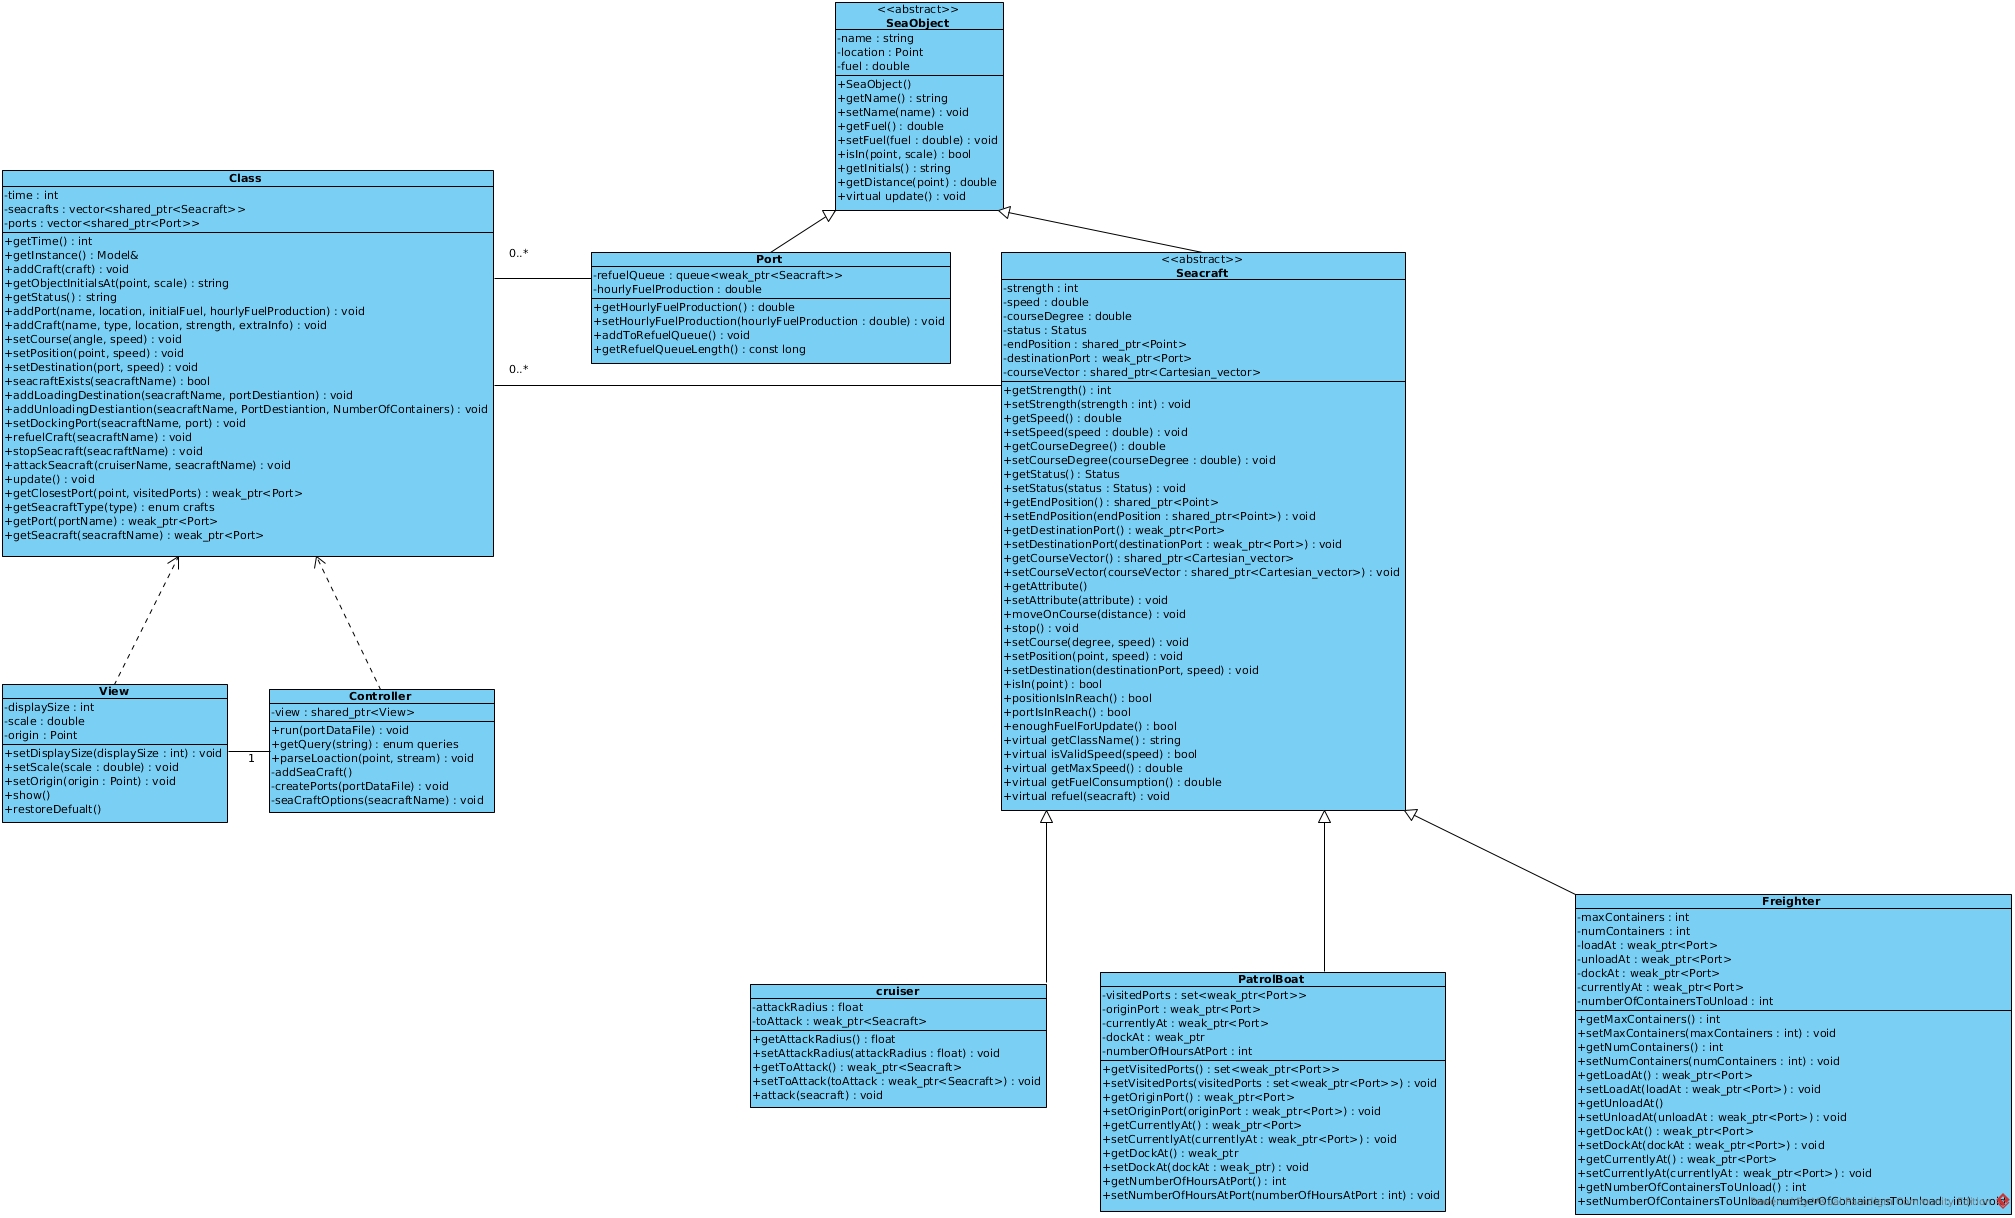 <<abstract>>
SeaObject
-name : string
-location : Point
-fuel : double
+SeaObject()
+getName() : string
+setName(name) : void
+getFuel() : double
+setFuel(fuel : double) : void
+isIn(point, scale) : bool
+getInitials() : string
+getDistance(point) : double
+virtual update() : void
Class
-time : int
-seacrafts : vector<shared_ptr<Seacraft>>
-ports : vector<shared_ptr<Port>>
+getTime() : int
+getInstance() : Model&
+addCraft(craft) : void
+getObjectInitialsAt(point, scale) : string
+getStatus() : string
+addPort(name, location, initialFuel, hourlyFuelProduction) : void
+addCraft(name, type, location, strength, extraInfo) : void
+setCourse(angle, speed) : void
+setPosition(point, speed) : void
+setDestination(port, speed) : void
+seacraftExists(seacraftName) : bool
+addLoadingDestination(seacraftName, portDestiantion) : void
+addUnloadingDestiantion(seacraftName, PortDestiantion, NumberOfContainers) : void
+setDockingPort(seacraftName, port) : void
+refuelCraft(seacraftName) : void
+stopSeacraft(seacraftName) : void
+attackSeacraft(cruiserName, seacraftName) : void
+update() : void
+getClosestPort(point, visitedPorts) : weak_ptr<Port>
+getSeacraftType(type) : enum crafts
+getPort(portName) : weak_ptr<Port>
+getSeacraft(seacraftName) : weak_ptr<Port>
0..*
0..*
Port
-refuelQueue : queue<weak_ptr<Seacraft>>
-hourlyFuelProduction : double
+getHourlyFuelProduction() : double
+setHourlyFuelProduction(hourlyFuelProduction : double) : void
+addToRefuelQueue() : void
+getRefuelQueueLength() : const long
<<abstract>>
Seacraft
-strength : int
-speed : double
-courseDegree : double
-status : Status
-endPosition : shared_ptr<Point>
-destinationPort : weak_ptr<Port>
-courseVector : shared_ptr<Cartesian_vector>
+getStrength() : int
+setStrength(strength : int) : void
+getSpeed() : double
+setSpeed(speed : double) : void
+getCourseDegree() : double
+setCourseDegree(courseDegree : double) : void
+getStatus() : Status
+setStatus(status : Status) : void
+getEndPosition() : shared_ptr<Point>
+setEndPosition(endPosition : shared_ptr<Point>) : void
+getDestinationPort() : weak_ptr<Port>
+setDestinationPort(destinationPort : weak_ptr<Port>) : void
+getCourseVector() : shared_ptr<Cartesian_vector>
+setCourseVector(courseVector : shared_ptr<Cartesian_vector>) : void
+getAttribute()
+setAttribute(attribute) : void
+moveOnCourse(distance) : void
+stop() : void
+setCourse(degree, speed) : void
+setPosition(point, speed) : void
+setDestination(destinationPort, speed) : void
+isIn(point) : bool
+positionIsInReach() : bool
+portIsInReach() : bool
+enoughFuelForUpdate() : bool
+virtual getClassName() : string
+virtual isValidSpeed(speed) : bool
+virtual getMaxSpeed() : double
+virtual getFuelConsumption() : double
+virtual refuel(seacraft) : void
View
-displaySize : int
-scale : double
-origin : Point
+setDisplaySize(displaySize : int) : void
+setScale(scale : double) : void
+setOrigin(origin : Point) : void
+show()
+restoreDefualt()
1
Controller
-view : shared_ptr<View>
+run(portDataFile) : void
+getQuery(string) : enum queries
+parseLoaction(point, stream) : void
-addSeaCraft()
-createPorts(portDataFile) : void
-seaCraftOptions(seacraftName) : void
cruiser
-attackRadius : float
-toAttack : weak_ptr<Seacraft>
+getAttackRadius() : float
+setAttackRadius(attackRadius : float) : void
+getToAttack() : weak_ptr<Seacraft>
+setToAttack(toAttack : weak_ptr<Seacraft>) : void
+attack(seacraft) : void
PatrolBoat
-visitedPorts : set<weak_ptr<Port>>
-originPort : weak_ptr<Port>
-currentlyAt : weak_ptr<Port>
-dockAt : weak_ptr
-numberOfHoursAtPort : int
+getVisitedPorts() : set<weak_ptr<Port>>
+setVisitedPorts(visitedPorts : set<weak_ptr<Port>>) : void
+getOriginPort() : weak_ptr<Port>
+setOriginPort(originPort : weak_ptr<Port>) : void
+getCurrentlyAt() : weak_ptr<Port>
+setCurrentlyAt(currentlyAt : weak_ptr<Port>) : void
+getDockAt() : weak_ptr
+setDockAt(dockAt : weak_ptr) : void
+getNumberOfHoursAtPort() : int
+setNumberOfHoursAtPort(numberOfHoursAtPort : int) : void
Freighter
-maxContainers : int
-numContainers : int
-loadAt : weak_ptr<Port>
-unloadAt : weak_ptr<Port>
-dockAt : weak_ptr<Port>
-currentlyAt : weak_ptr<Port>
-numberOfContainersToUnload : int
+getMaxContainers() : int
+setMaxContainers(maxContainers : int) : void
+getNumContainers() : int
+setNumContainers(numContainers : int) : void
+getLoadAt() : weak_ptr<Port>
+setLoadAt(loadAt : weak_ptr<Port>) : void
+getUnloadAt()
+setUnloadAt(unloadAt : weak_ptr<Port>) : void
+getDockAt() : weak_ptr<Port>
+setDockAt(dockAt : weak_ptr<Port>) : void
+getCurrentlyAt() : weak_ptr<Port>
+setCurrentlyAt(currentlyAt : weak_ptr<Port>) : void
+getNumberOfContainersToUnload() : int
+setNumberOfContainersToUnload(numberOfContainersToUnload : int) : void